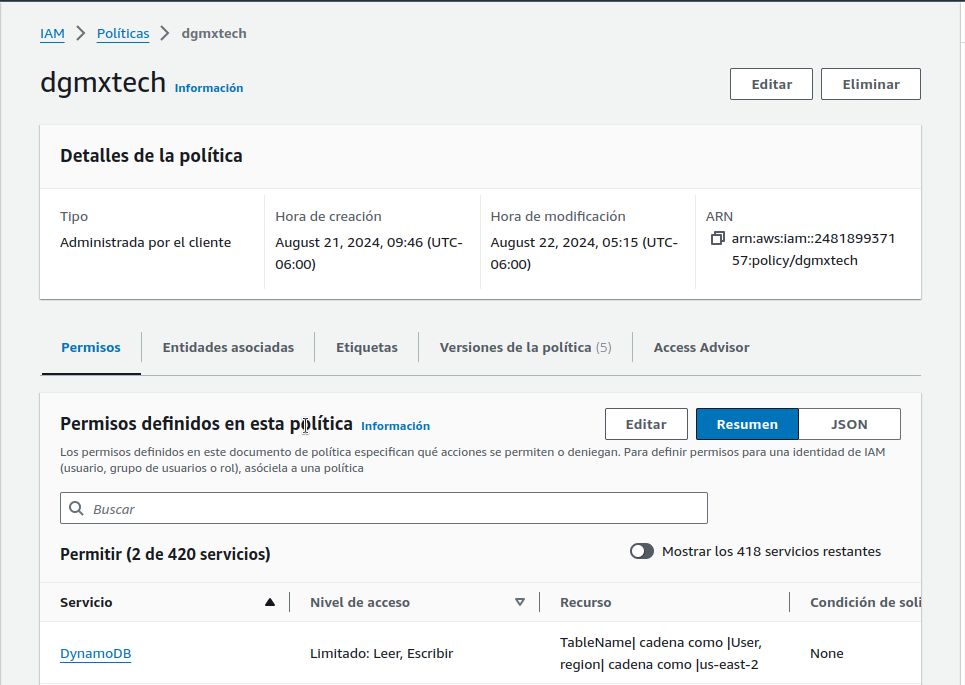 IAM > Políticas > dgmxtech
dgmxtech Información
Editar Eliminar
Detalles de la política
Tipo
Administrada por el cliente
Hora de creación
August 21, 2024, 09:46 (UTC-
06:00)
Hora de modificación
August 22, 2024, 05:15 (UTC-
06:00)
ARN
arn:aws:iam::2481899371
57:policy/dgmxtech
Permisos Entidades asociadas Etiquetas Versiones de la política (5) Access Advisor
Permisos definidos en esta política Información
Editar Resumen JSON
Los permisos definidos en este documento de política especifican qué acciones se permiten o deniegan. Para definir permisos para una identidad de IAM
(usuario, grupo de usuarios o rol), asóciela a una política
Buscar
Permitir (2 de 420 servicios)
Mostrar los 418 servicios restantes
Servicio Nivel de acceso Recurso Condición de soli
DynamoDB
Limitado: Leer, Escribir
TableName| cadena como |User,
region| cadena como |us-east-2
None